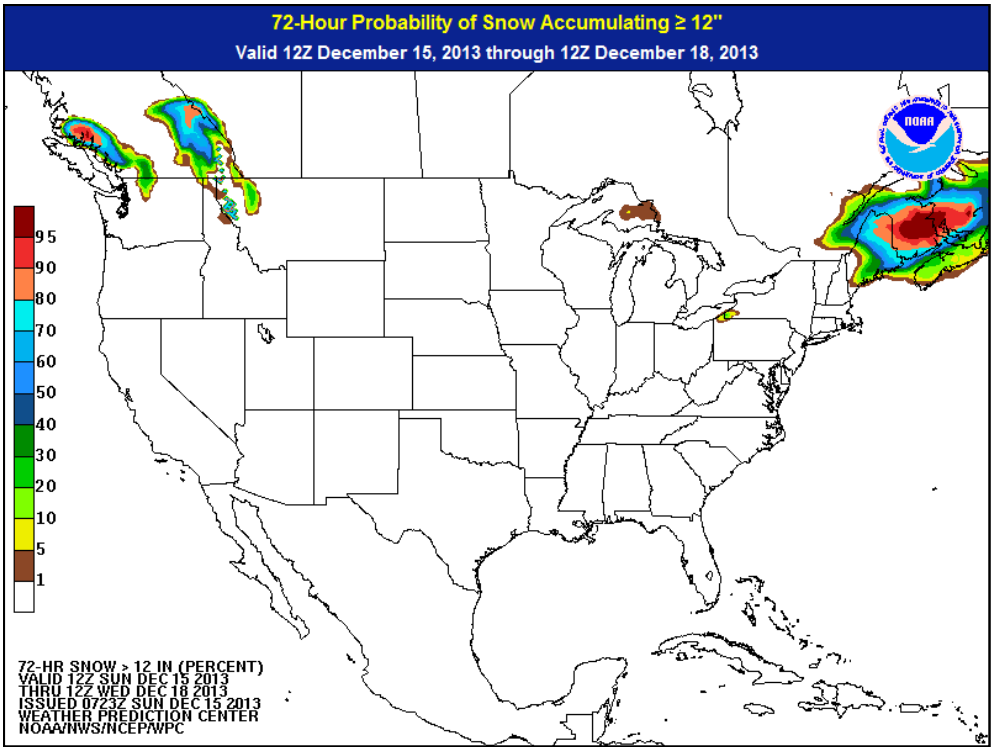 72-Hour Probability of Snow Accumulating ≥ 12"
Valid 12Z December 15, 2013 through 12Z December 18, 2013
NOAA
95
90
80
70
60
50
40
30
20
10
5
1
72-HR SNOW > 12 IN (PERCENT)
VALID 12Z SUN DEC 15 2013
THRU 12Z WED DEC 18 2013
ISSUED 0723Z SUN DEC 15 2013
WEATHER PREDICTION CENTER
NOAA/NWS/NCEP/WPC